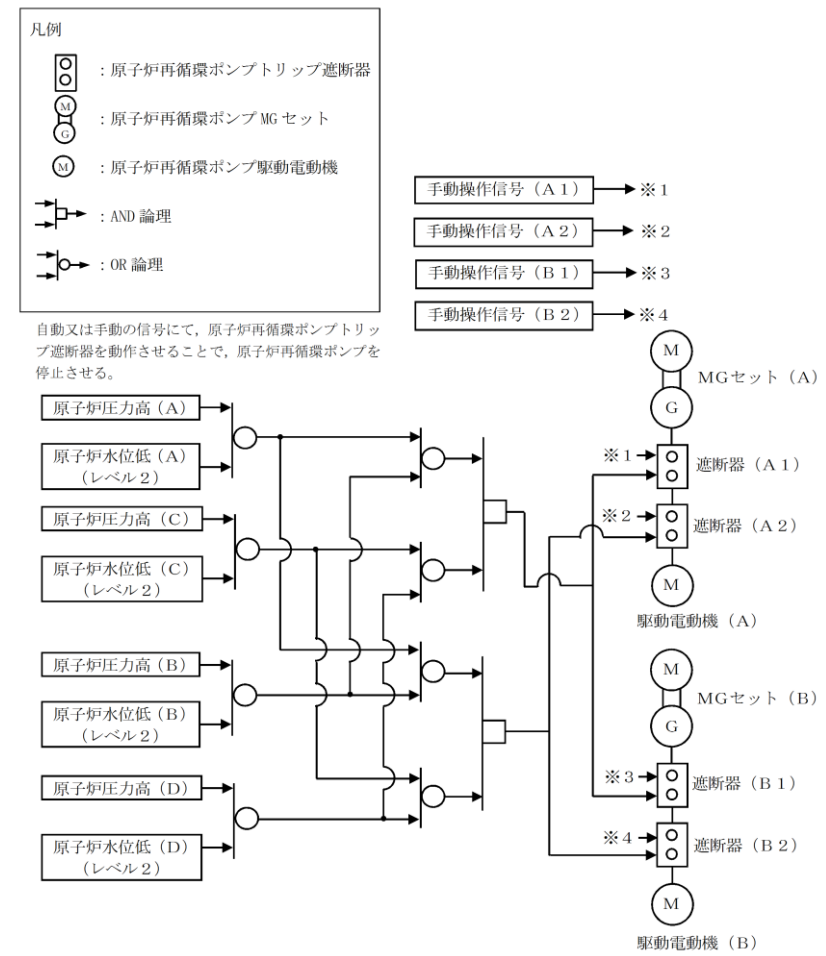 凡例
：原子炉再循環ポンプトリップ遮断器
M
G
：原子炉再循環ポンプ MG セット
M
：原子炉再循環ポンプ駆動電動機
：AND 論理
：OR 論理
自動又は手動の信号にて，原子炉再循環ポンプトリッ
プ遮断器を動作させることで，原子炉再循環ポンプを
停止させる。
手動操作信号（Ａ１）
※１
手動操作信号（Ａ２）
※２
手動操作信号（Ｂ１）
※３
手動操作信号（Ｂ２）
※４
原子炉圧力高（Ａ）
原子炉水位低（Ａ）
（レベル２）
原子炉圧力高（Ｃ）
原子炉水位低（Ｃ）
（レベル２）
原子炉圧力高（Ｂ）
原子炉水位低（Ｂ）
（レベル２）
原子炉圧力高（Ｄ）
原子炉水位低（Ｄ）
（レベル２）
M
G
ＭＧセット（Ａ）
※１
遮断器（Ａ１）
※２
遮断器（Ａ２）
M
駆動電動機（Ａ）
M
G
ＭＧセット（Ｂ）
※３
遮断器（Ｂ１）
※４
遮断器（Ｂ２）
M
駆動電動機（Ｂ）